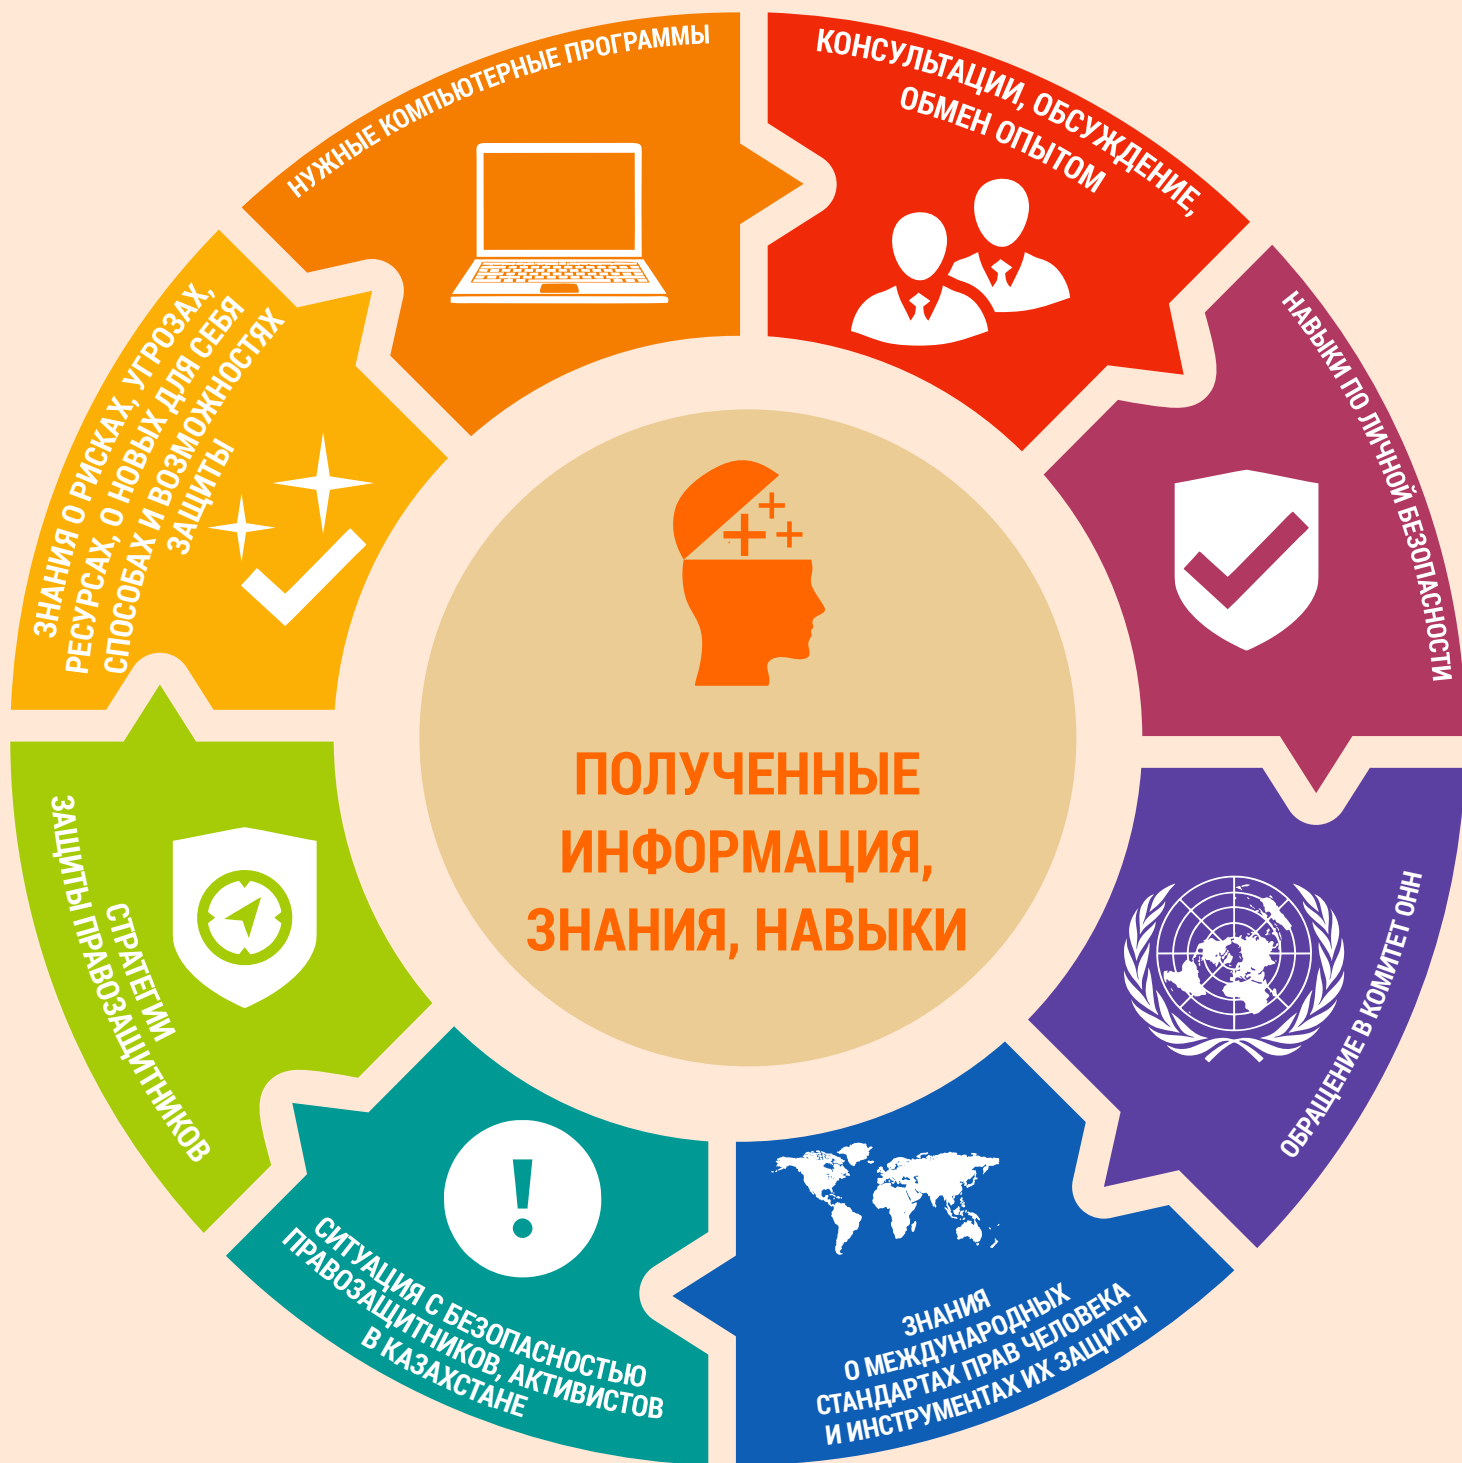 КОНСУЛЬТАЦИИ, ОБСУЖДЕНИЕ,
ОБМЕН ОПЫТОМ
НАВЫКИ ПО ЛИЧНОЙ БЕЗОПАСНОСТИ
ОБРАЩЕНИЕ В КОМИТЕТ ОНН
ЗНАНИЯ
О МЕЖДУНАРОДНЫХ
СТАНДАРТАХ ПРАВ ЧЕЛОВЕКА
И ИНСТРУМЕНТАХ ИХ ЗАЩИТЫ
СИТУАЦИЯ С БЕЗОПАСНОСТЬЮ
ПРАВОЗАЩИТНИКОВ, АКТИВИСТОВ
В КАЗАХСТАНЕ
СТРАТЕГИИ
ЗАЩИТЫ ПРАВОЗАЩИТНИКОВ
ЗНАНИЯ О РИСКАХ, УГРОЗАХ,
РЕСУРСАХ, О НОВЫХ ДЛЯ СЕБЯ
СПОСОБАХ И ВОЗМОЖНОСТЯХ
ЗАЩИТЫ
НУЖНЫЕ КОМПЬЮТЕРНЫЕ ПРОГРАММЫ
ПОЛУЧЕННЫЕ
ИНФОРМАЦИЯ,
ЗНАНИЯ, НАВЫКИ